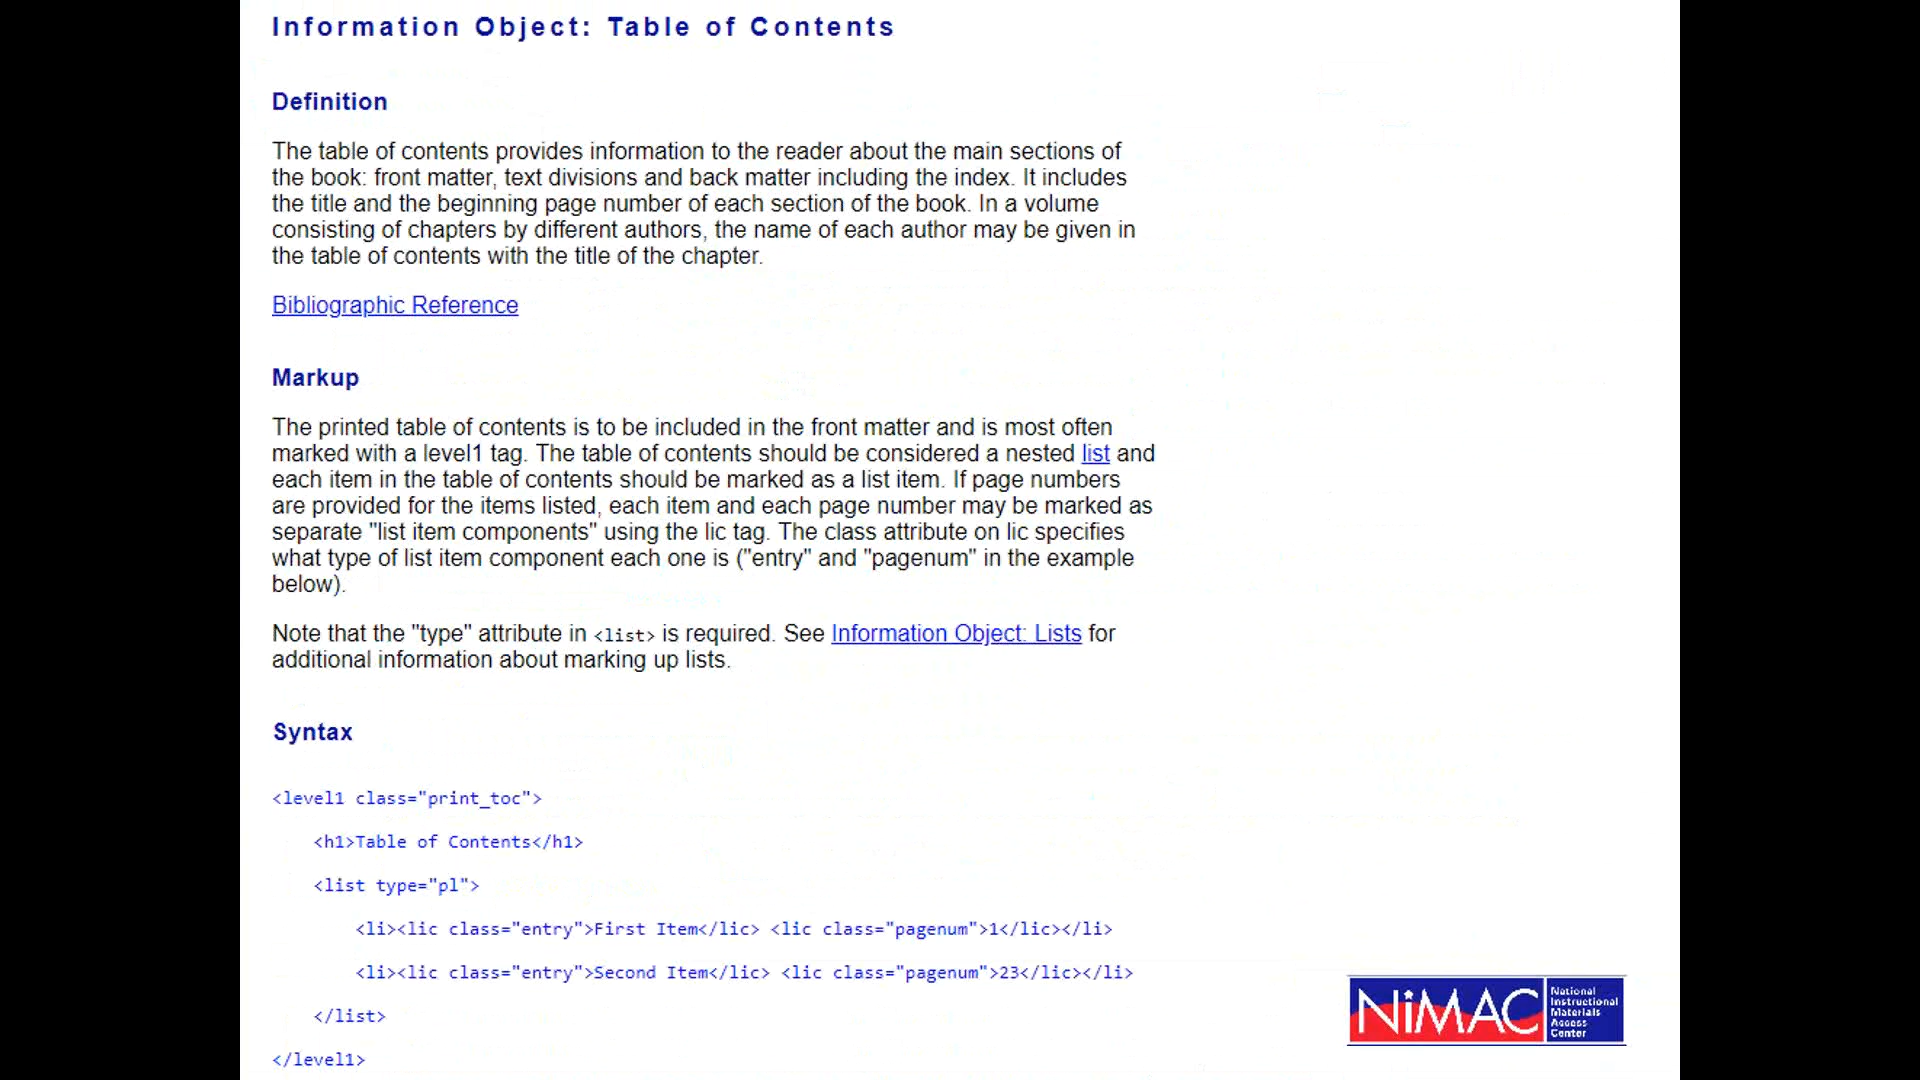 Information Object: Table of Contents
Definition
The table of contents provides information to the reader about the main sections of
the book: front matter, text divisions and back matter including the index. It includes
the title and the beginning page number of each section of the book. In a volume
consisting of chapters by different authors, the name of each author may be given in
the table of contents with the title of the chapter.
Bibliographic Reference
Markup
The printed table of contents is to be included in the front matter and is most often
marked with a level1 tag. The table of contents should be considered a nested list and
each item in the table of contents should be marked as a list item. If page numbers
are provided for the items listed, each item and each page number may be marked as
separate "list item components" using the lic tag. The class attribute on lic specifies
what type of list item component each one is ("entry" and "pagenum" in the example
below).
Note that the "type" attribute in <list> is required. See Information Object: Lists for
additional information about marking up lists.
Syntax
<level1 class="print_toc">
<h1>Table of Contents</h1>
<list type="pl">
<li><lic class="entry">First Item</lic> <lic class="pagenum">1</lic></li>
<li><lic class="entry">Second Item</lic> <lic class="pagenum">23</lic></li>
</list>
</level1>
NiMAC
National
Instructional
Materials
Access
Center